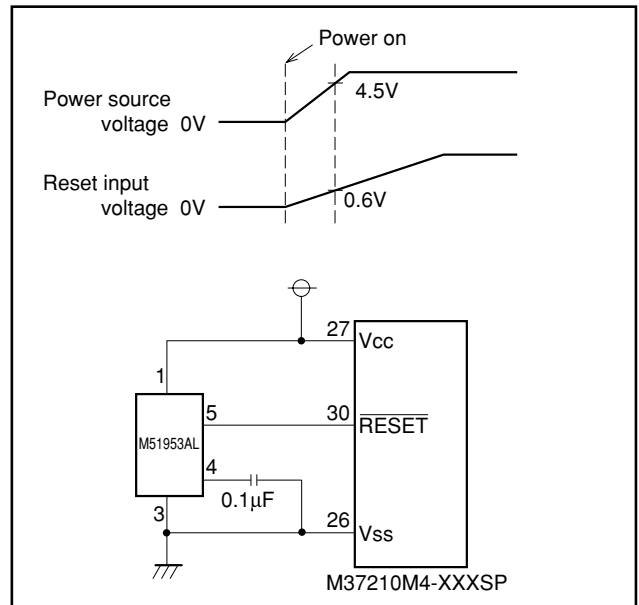 Power on
4.5V
Power source
voltage 0V
Reset input
voltage 0V
0.6V
27 Vcc
1
5
30 RESET
M51953AL
4
0.1µF
3
26 Vss
M37210M4-XXXSP